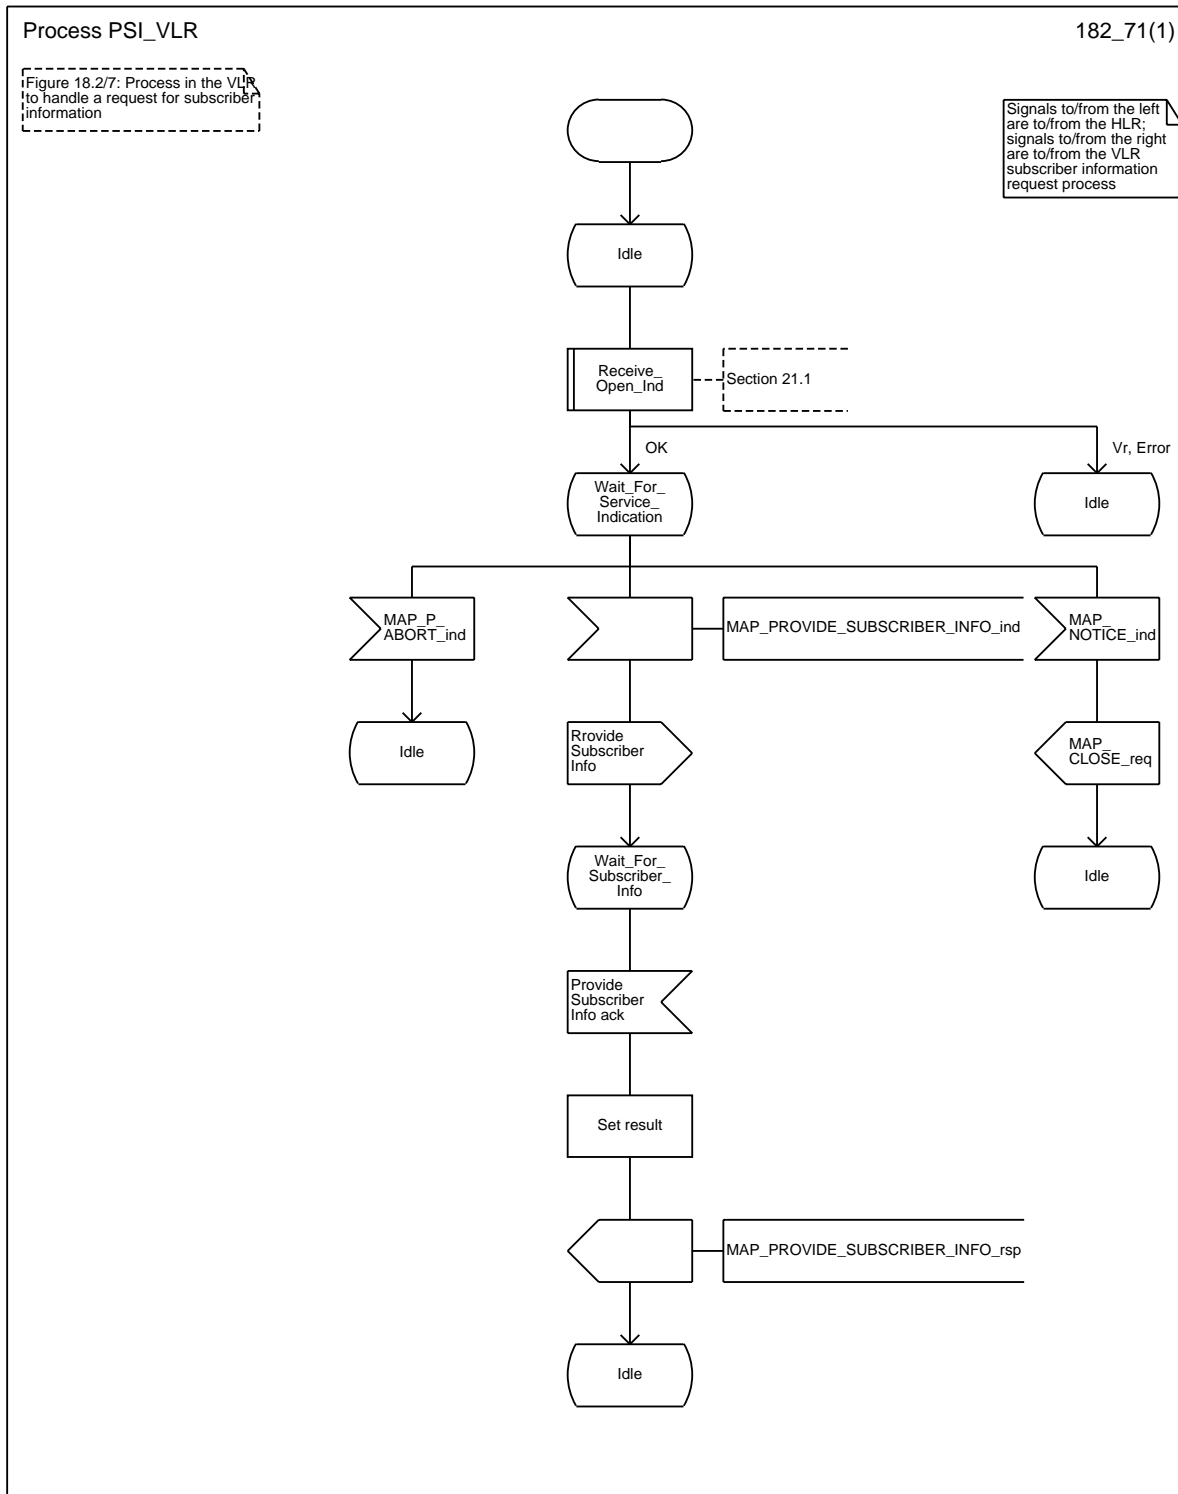 Process PSI_VLR
182_71(1)
Figure 18.2/7: Process in the VLR
to handle a request for subscriber
information
Signals to/from the left
are to/from the HLR;
signals to/from the right
are to/from the VLR
subscriber information
request process
Idle
Receive_
Open_Ind
Section 21.1
OK
Vr, Error
Wait_For_
Service_
Indication
Idle
MAP_P_
ABORT_ind
MAP_PROVIDE_SUBSCRIBER_INFO_ind
MAP_
NOTICE_ind
Idle
Rrovide
Subscriber
Info
MAP_
CLOSE_req
Wait_For_
Subscriber_
Info
Idle
Provide
Subscriber
Info ack
Set result
MAP_PROVIDE_SUBSCRIBER_INFO_rsp
Idle